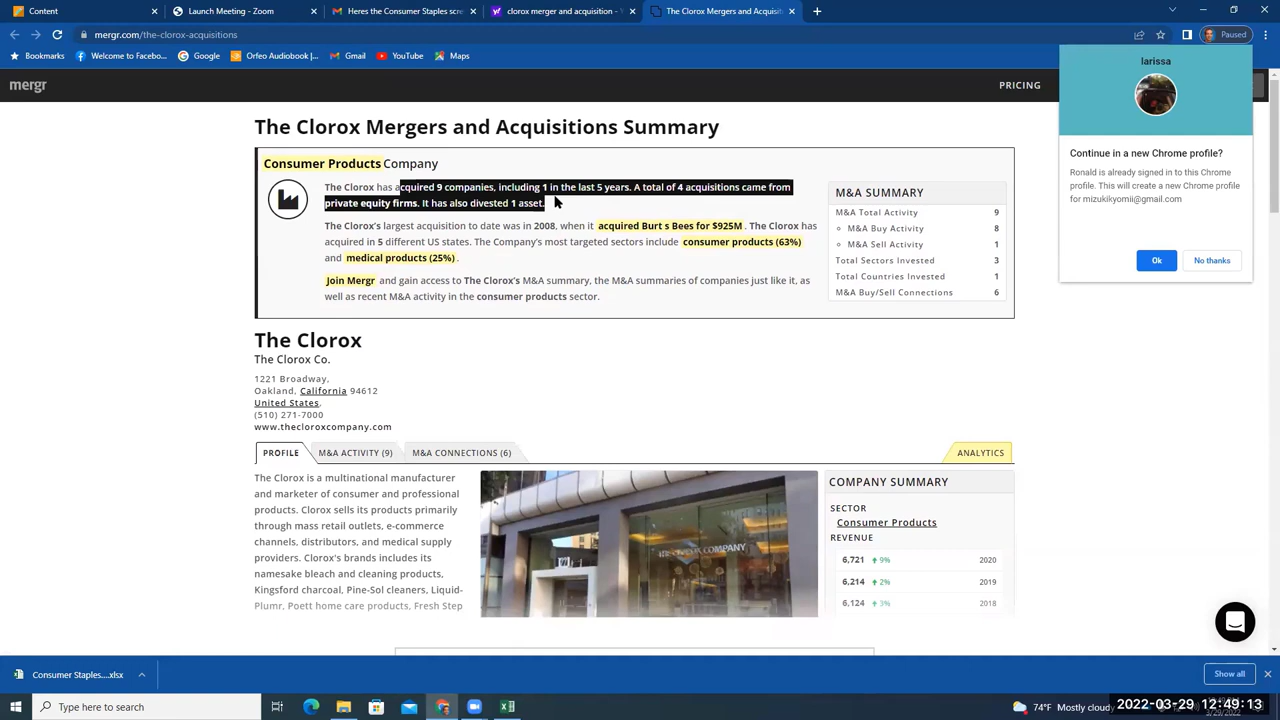 Content
Launch Meeting - Zoom
Heres the Consumer Staples scre
clorox merger and acquisition - Y
The Clorox Mergers and Acquisit
mergr.com/the-clorox-acquisitions
Paused
Bookmarks
Welcome to Facebo...
Google
Orfeo Audiobook |...
Gmail
YouTube
Maps
mergr
PRICING
larissa
Continue in a new Chrome profile?
Ronald is already signed in to this Chrome
profile. This will create a new Chrome profile
for mizukikyomii@gmail.com
Ok
No thanks
The Clorox Mergers and Acquisitions Summary
Consumer Products Company
The Clorox has acquired 9 companies, including 1 in the last 5 years. A total of 4 acquisitions came from
private equity firms. It has also divested 1 asset.
The Clorox's largest acquisition to date was in 2008, when it acquired Burt s Bees for $925M. The Clorox has
acquired in 5 different US states. The Company's most targeted sectors include consumer products (63%)
and medical products (25%).
Join Mergr and gain access to The Clorox's M&A summary, the M&A summaries of companies just like it, as
well as recent M&A activity in the consumer products sector.
M&A SUMMARY
M&A Total Activity 9
M&A Buy Activity 8
M&A Sell Activity 1
Total Sectors Invested 3
Total Countries Invested 1
M&A Buy/Sell Connections 6
The Clorox
The Clorox Co.
1221 Broadway,
Oakland, California 94612
United States,
(510) 271-7000
www.thecloroxcompany.com
PROFILE
M&A ACTIVITY (9)
M&A CONNECTIONS (6)
ANALYTICS
The Clorox is a multinational manufacturer
and marketer of consumer and professional
products. Clorox sells its products primarily
through mass retail outlets, e-commerce
channels, distributors, and medical supply
providers. Clorox's brands includes its
namesake bleach and cleaning products,
Kingsford charcoal, Pine-Sol cleaners, Liquid-
Plumr, Poett home care products, Fresh Step
THE CLOROX COMPANY
COMPANY SUMMARY
SECTOR
Consumer Products
REVENUE
6,721 9% 2020
6,214 2% 2019
6,124 3% 2018
Consumer Staples....xlsx
Show all
Type here to search
74°F Mostly cloudy
2022-03-29 12:49:13